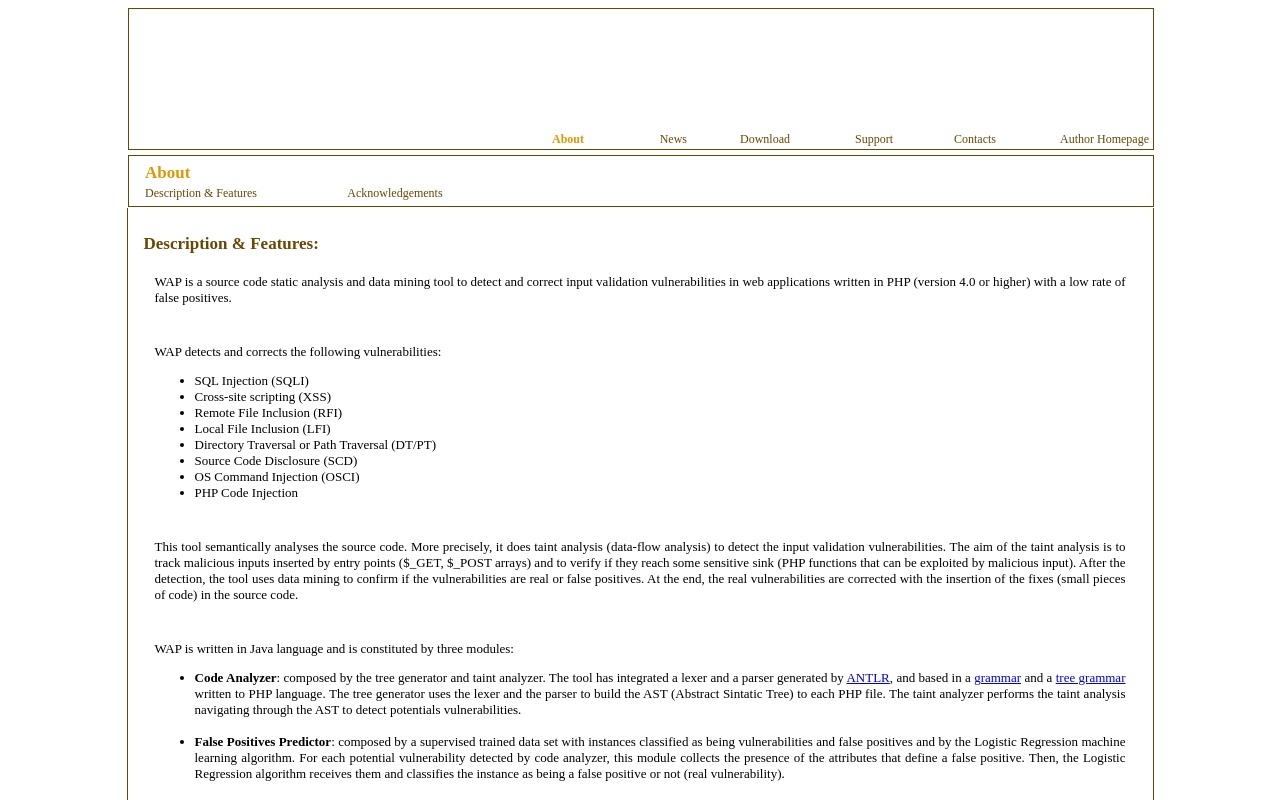 About News Download Support Contacts Author Homepage
About
Description & Features Acknowledgements
Description & Features:
WAP is a source code static analysis and data mining tool to detect and correct input validation vulnerabilities in web applications written in PHP (version 4.0 or higher) with a low rate of
false positives.
WAP detects and corrects the following vulnerabilities:
• SQL Injection (SQLI)
• Cross-site scripting (XSS)
• Remote File Inclusion (RFI)
• Local File Inclusion (LFI)
• Directory Traversal or Path Traversal (DT/PT)
• Source Code Disclosure (SCD)
• OS Command Injection (OSCI)
• PHP Code Injection
This tool semantically analyses the source code. More precisely, it does taint analysis (data-flow analysis) to detect the input validation vulnerabilities. The aim of the taint analysis is to
track malicious inputs inserted by entry points ($_GET, $_POST arrays) and to verify if they reach some sensitive sink (PHP functions that can be exploited by malicious input). After the
detection, the tool uses data mining to confirm if the vulnerabilities are real or false positives. At the end, the real vulnerabilities are corrected with the insertion of the fixes (small pieces
of code) in the source code.
WAP is written in Java language and is constituted by three modules:
• Code Analyzer: composed by the tree generator and taint analyzer. The tool has integrated a lexer and a parser generated by ANTLR, and based in a grammar and a tree grammar
written to PHP language. The tree generator uses the lexer and the parser to build the AST (Abstract Sintatic Tree) to each PHP file. The taint analyzer performs the taint analysis
navigating through the AST to detect potentials vulnerabilities.
• False Positives Predictor: composed by a supervised trained data set with instances classified as being vulnerabilities and false positives and by the Logistic Regression machine
learning algorithm. For each potential vulnerability detected by code analyzer, this module collects the presence of the attributes that define a false positive. Then, the Logistic
Regression algorithm receives them and classifies the instance as being a false positive or not (real vulnerability).